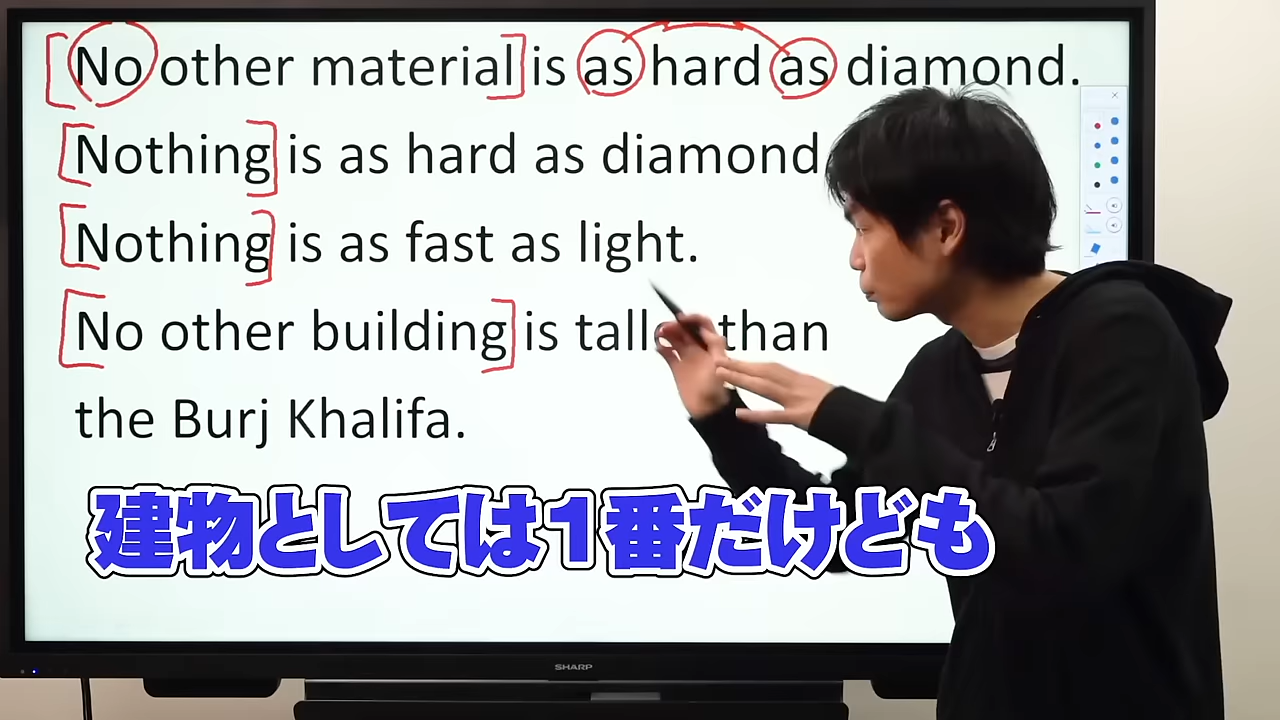 No other material is as hard as diamond.
Nothing is as hard as diamond
Nothing is as fast as light.
No other building is than
the Burj Khalifa.
建物としては1番だけども
SHARP